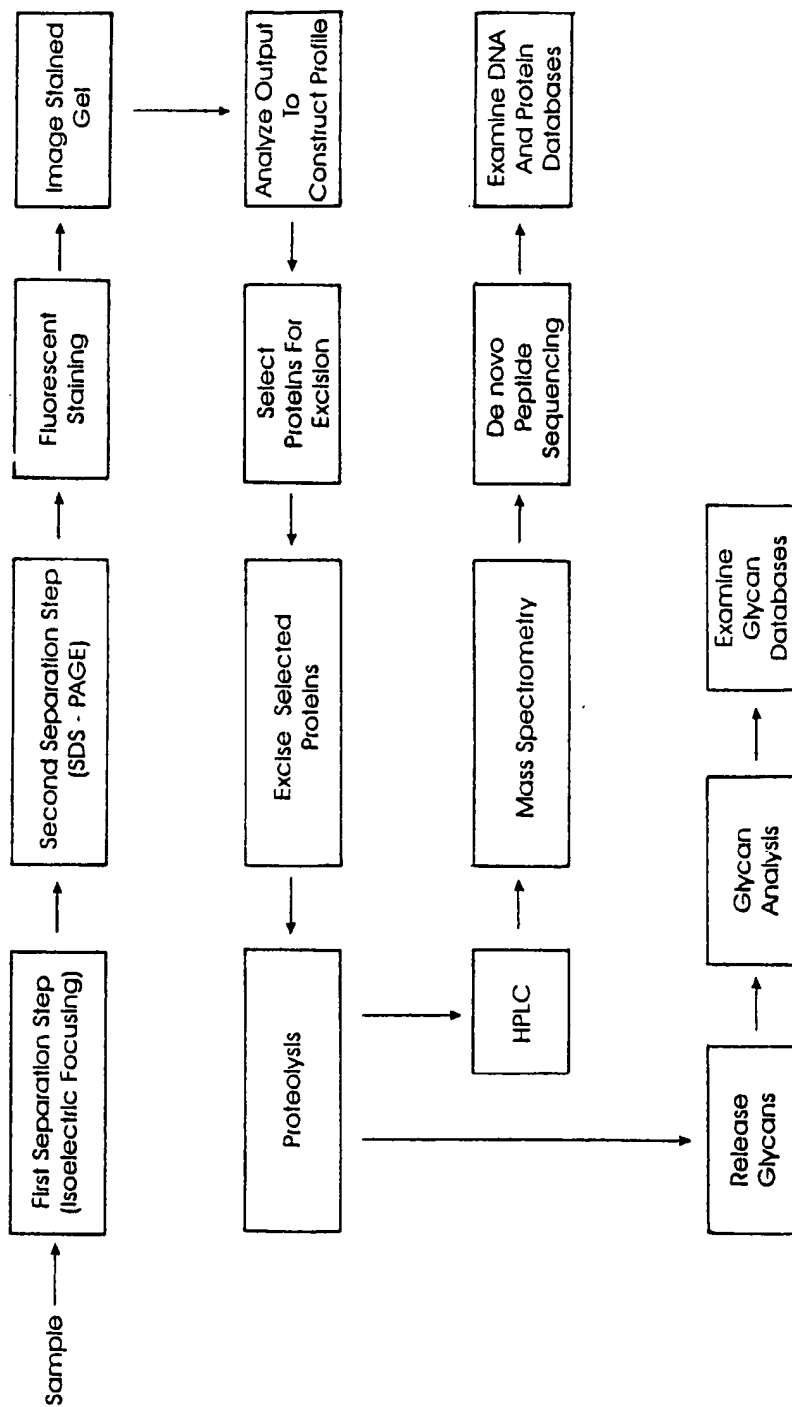 Sample
First Separation Step
(Isoelectric Focusing)
Second Separation Step
(SDS - PAGE)
Fluorescent
Staining
Image Stained
Gel
Analyze Output
To
Construct Profile
Select
Proteins For
Excision
Excise Selected
Proteins
Proteolysis
HPLC
Mass Spectrometry
De novo
Peptide
Sequencing
Examine DNA
And Protein
Databases
Release
Glycans
Glycan
Analysis
Examine
Glycan
Databases